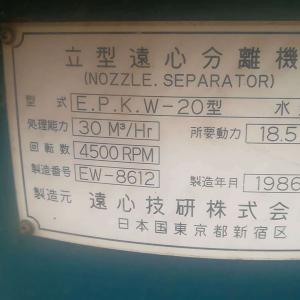 立型遠心分離機
(NOZZLE. SEPARATOR)
型式 E.P.K.W-20型 水
処理能力 30 M³/Hr 所要動力 18.5
回転数 4500 RPM
製造番号 EW-8612 製造年月 1986
製造元 遠心技研株式会
日本国東京都新宿区